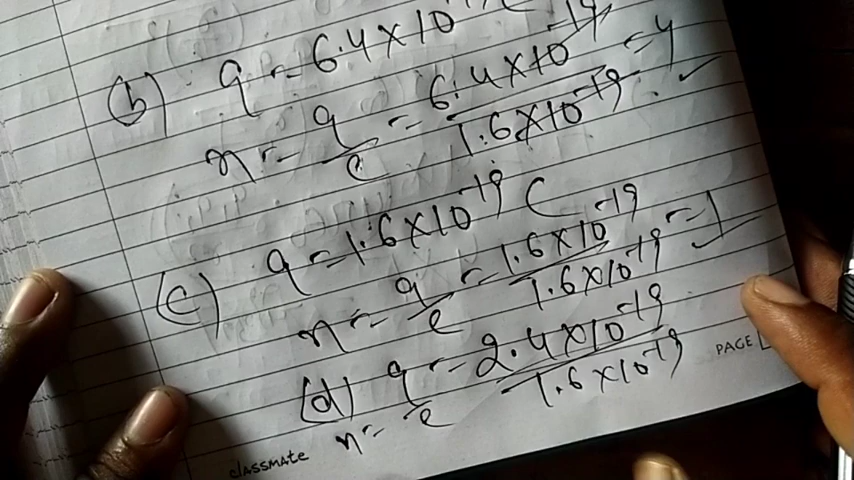 (b) q = 6.4×10⁻¹⁹ C
n = q/e = 6.4×10⁻¹⁹/1.6×10⁻¹⁹ = 4 ✓
(c) q = 1.6×10⁻¹⁹ C
n = q/e = 1.6×10⁻¹⁹/1.6×10⁻¹⁹ = 1
(d) q = 2.4×10⁻¹⁹/1.6×10⁻¹⁹
n = q/e
PAGE
classmate